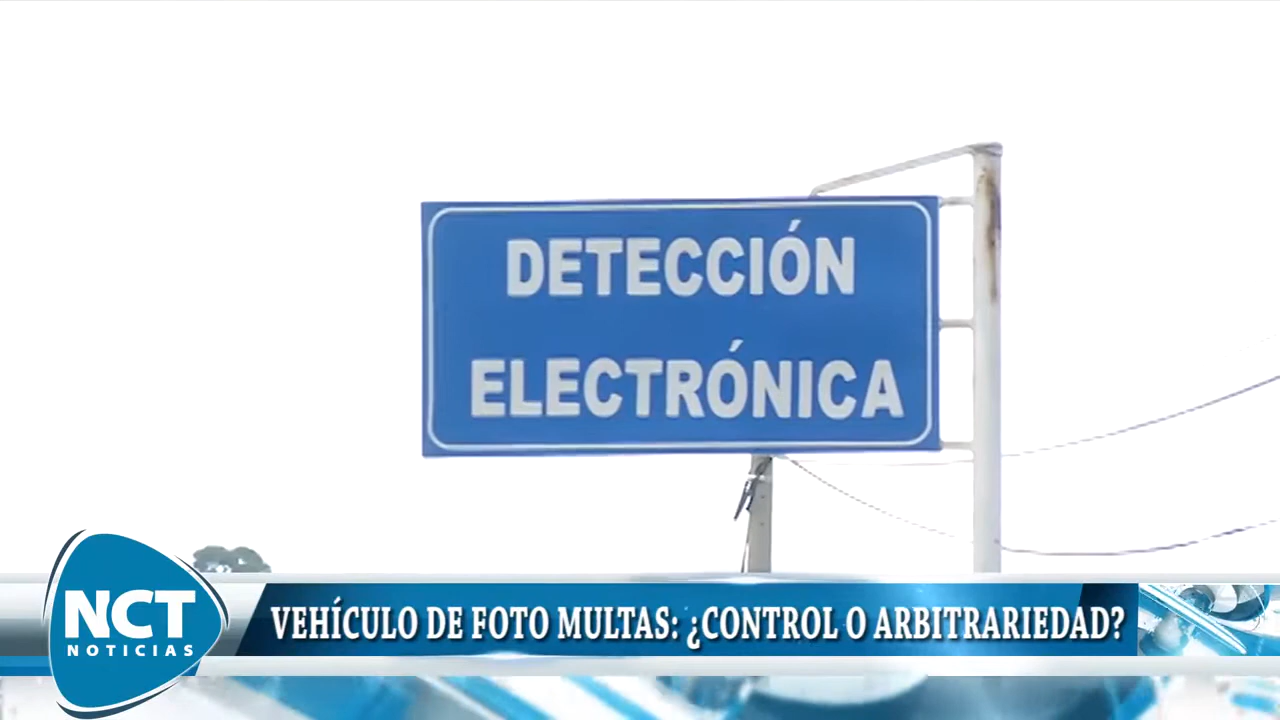 DETECCIÓN
ELECTRÓNICA
NCT
NOTICIAS
VEHÍCULO DE FOTO MULTAS: ¿CONTROL O ARBITRARIEDAD?